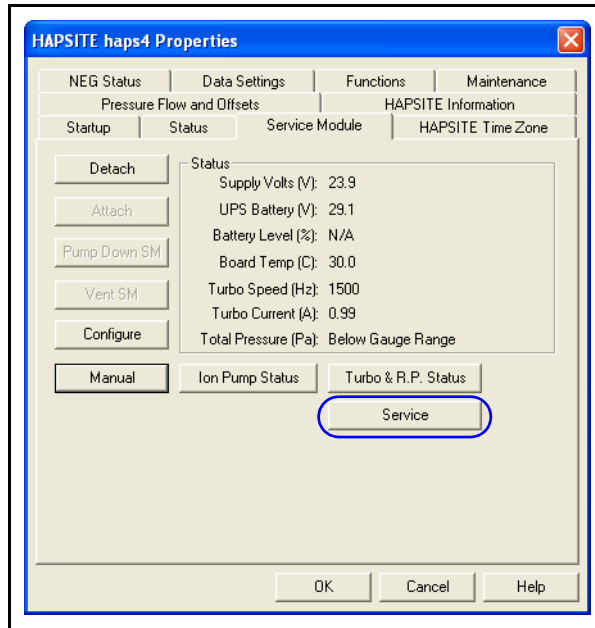 HAPSITE haps4 Properties
NEG Status Data Settings Functions Maintenance
Pressure Flow and Offsets HAPSITE Information
Startup Status Service Module HAPSITE Time Zone
Detach
Attach
Pump Down SM
Vent SM
Configure
Status
Supply Volts (V): 23.9
UPS Battery (V): 29.1
Battery Level (%): N/A
Board Temp (C): 30.0
Turbo Speed (Hz): 1500
Turbo Current (A): 0.99
Total Pressure (Pa): Below Gauge Range
Manual Ion Pump Status Turbo & R.P. Status
Service
OK Cancel Help